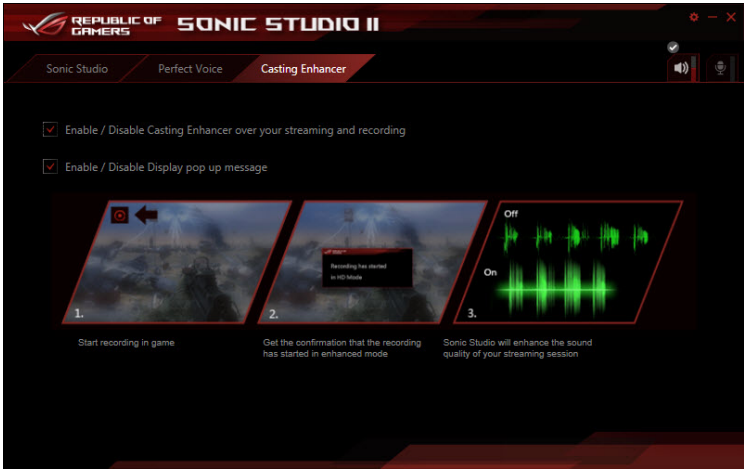 REPUBLIC OF
GAMERS
SONIC STUDIO II
Sonic Studio
Perfect Voice
Casting Enhancer
Enable / Disable Casting Enhancer over your streaming and recording
Enable / Disable Display pop up message
Recording has started
in HD Mode
Off
On
1.
2.
3.
Start recording in game
Get the confirmation that the recording
has started in enhanced mode
Sonic Studio will enhance the sound
quality of your streaming session